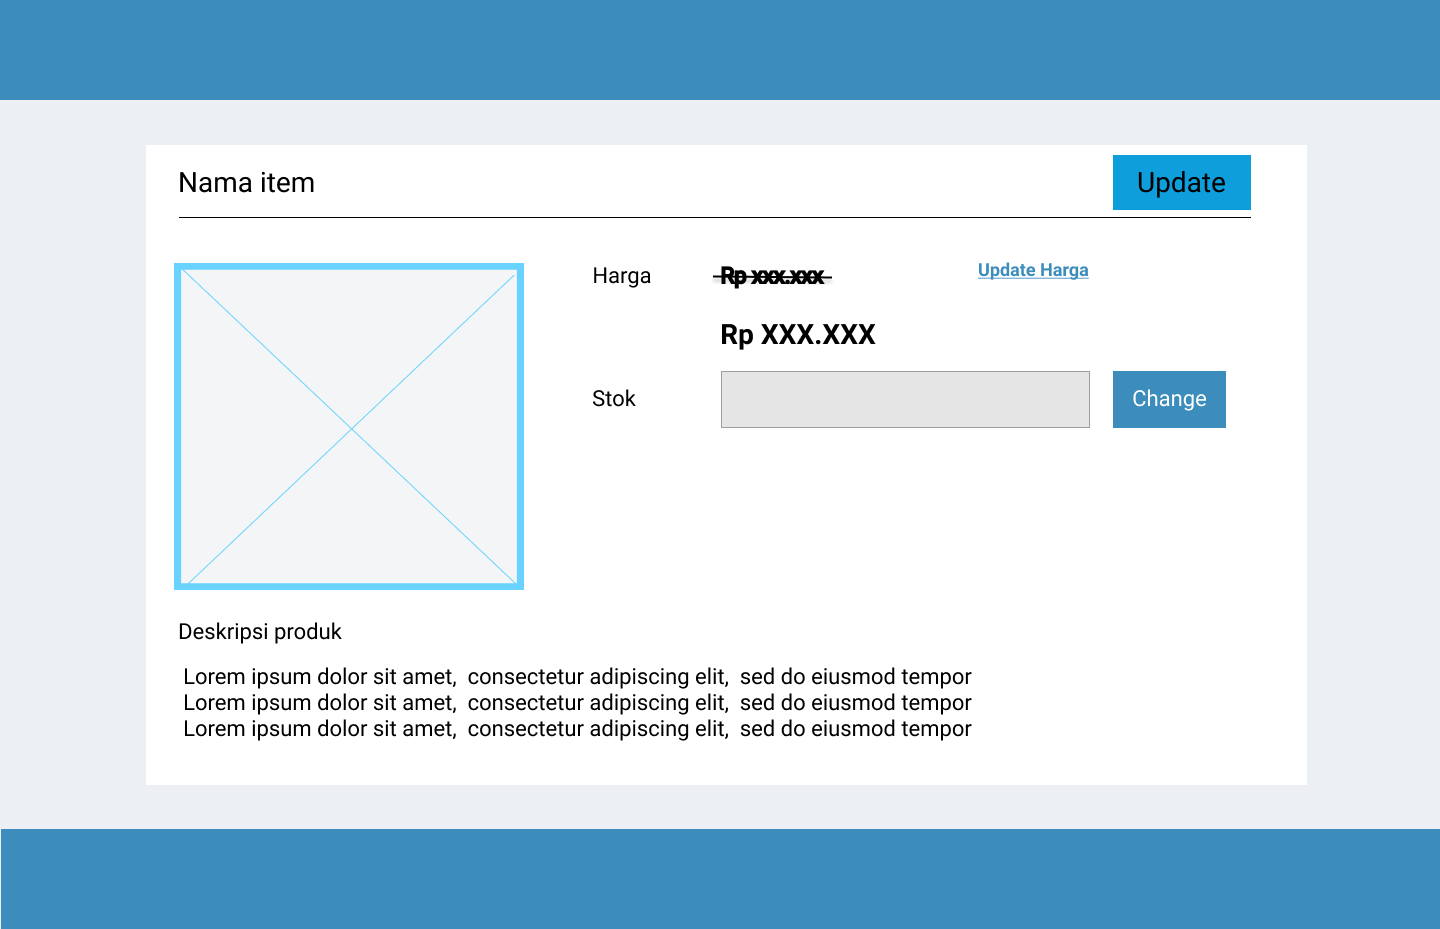 Nama item
Update
Harga
Rp xxx.xxx
Update Harga
Rp XXX.XXX
Stok
Change
Deskripsi produk
Lorem ipsum dolor sit amet,  consectetur adipiscing elit,  sed do eiusmod tempor
Lorem ipsum dolor sit amet,  consectetur adipiscing elit,  sed do eiusmod tempor
Lorem ipsum dolor sit amet,  consectetur adipiscing elit,  sed do eiusmod tempor